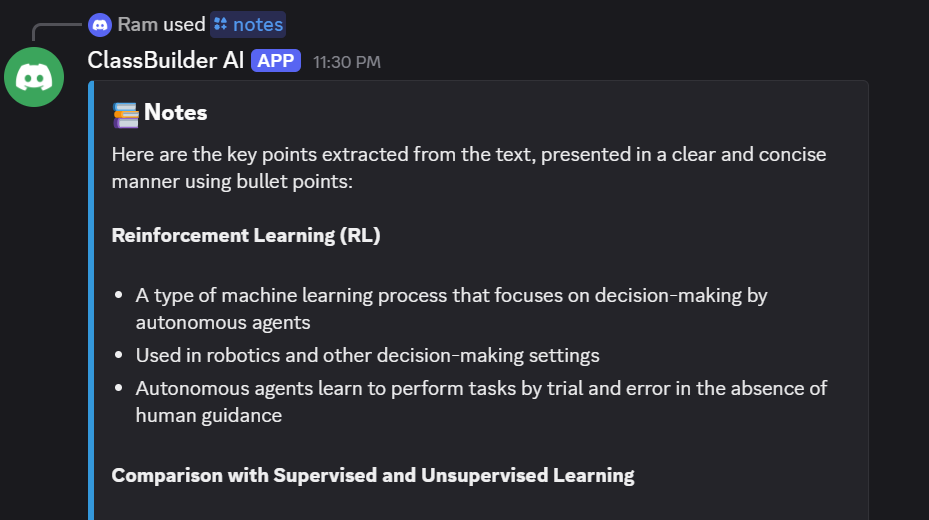 Ram used notes
ClassBuilder AI APP 11:30 PM
Notes
Here are the key points extracted from the text, presented in a clear and concise
manner using bullet points:
Reinforcement Learning (RL)
• A type of machine learning process that focuses on decision-making by
autonomous agents
• Used in robotics and other decision-making settings
• Autonomous agents learn to perform tasks by trial and error in the absence of
human guidance
Comparison with Supervised and Unsupervised Learning